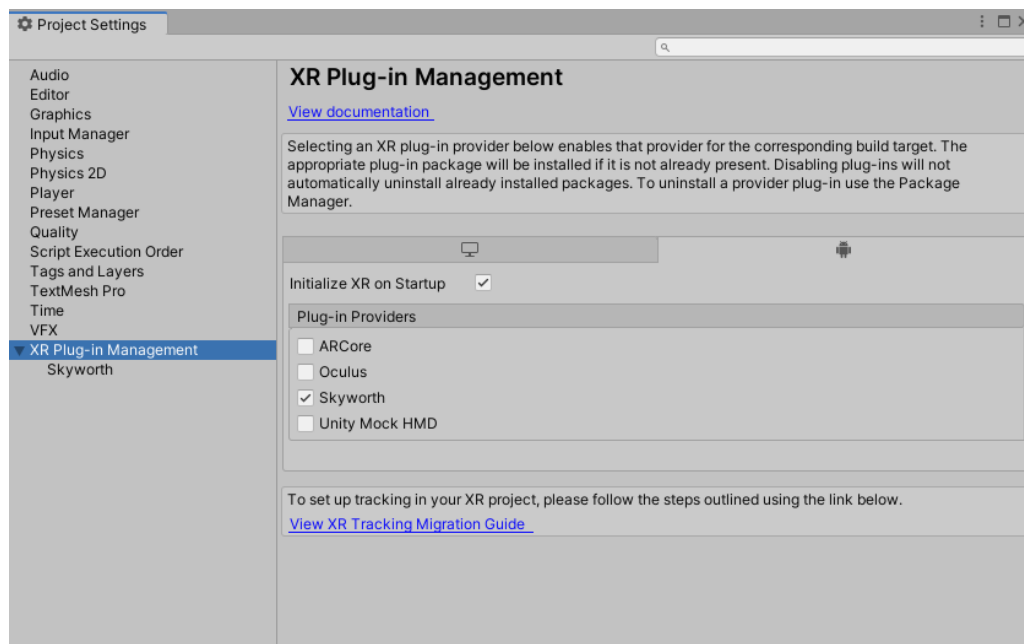 Project Settings
Audio
Editor
Graphics
Input Manager
Physics
Physics 2D
Player
Preset Manager
Quality
Script Execution Order
Tags and Layers
TextMesh Pro
Time
VFX
XR Plug-in Management
Skyworth
XR Plug-in Management
View documentation
Selecting an XR plug-in provider below enables that provider for the corresponding build target. The
appropriate plug-in package will be installed if it is not already present. Disabling plug-ins will not
automatically uninstall already installed packages. To uninstall a provider plug-in use the Package
Manager.
Initialize XR on Startup
Plug-in Providers
ARCore
Oculus
Skyworth
Unity Mock HMD
To set up tracking in your XR project, please follow the steps outlined using the link below.
View XR Tracking Migration Guide